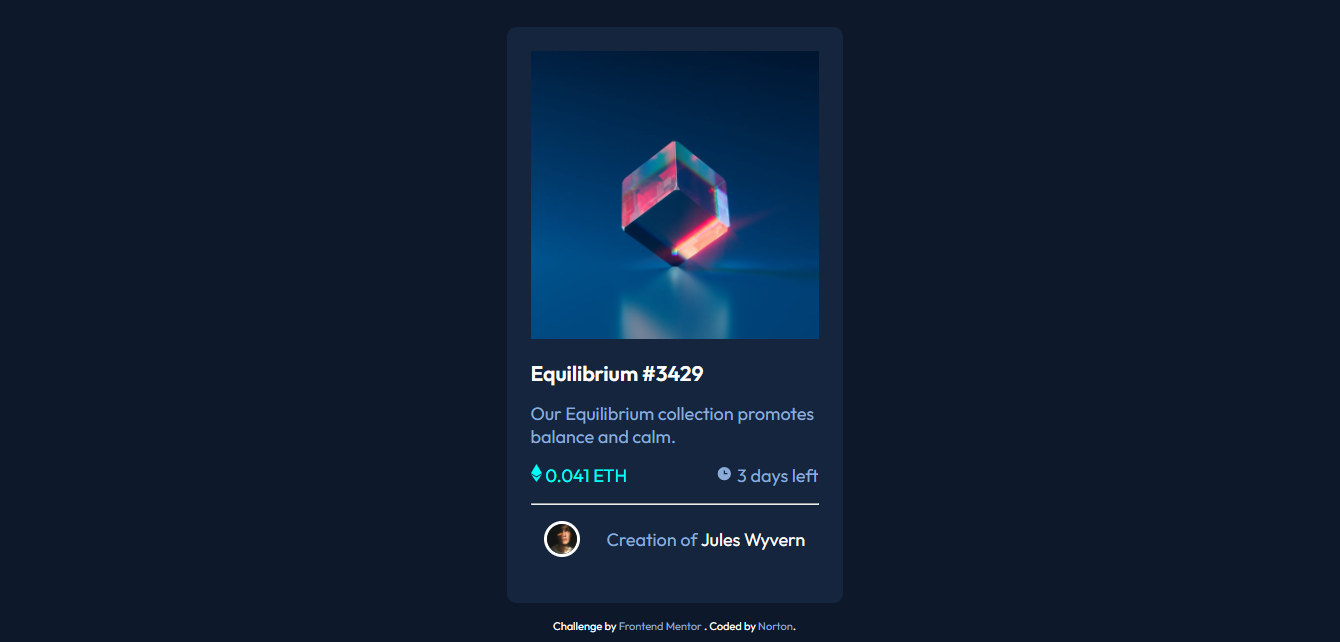 Equilibrium #3429
Our Equilibrium collection promotes
balance and calm.
0.041 ETH 3 days left
Creation of Jules Wyvern
Challenge by Frontend Mentor . Coded by Norton.